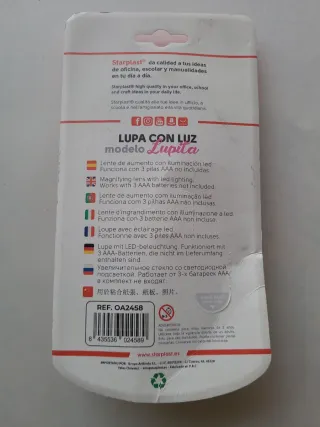 Starplast® da calidad a tus ideas
de oficina, escolar y manualidades
en tu día a día.
Starplast® high quality in your office, school
and craft ideas in your daily life.
LUPA CON LUZ
modelo Lupita
Lente de aumento con iluminación led
Funciona con 3 pilas AAA no incluisas
Magnifying lens with led lighting
Works with 3 AAA batteries not included
Lente de aumento com iluminação led
Funciona com 3 pilhas AAA não inclusas
Lente d'ingrandimento con illuminazione a led
Funziona con 3 batterie AAA non incluse
Loupe avec éclairage led
Fonctionne avec 3 piles AAA non incluses
Lupe mit LED-beleuchtung. Funktioniert mit
3 AAA-Batterien, die nicht im Lieferumfang
enthalten sind.
Увеличительное стекло со светодиодной
подсветкой. Работает от 3-х батареек AAA
в комплект не входят.
REF. OA2458
8 435536 024589
www.starplast.es